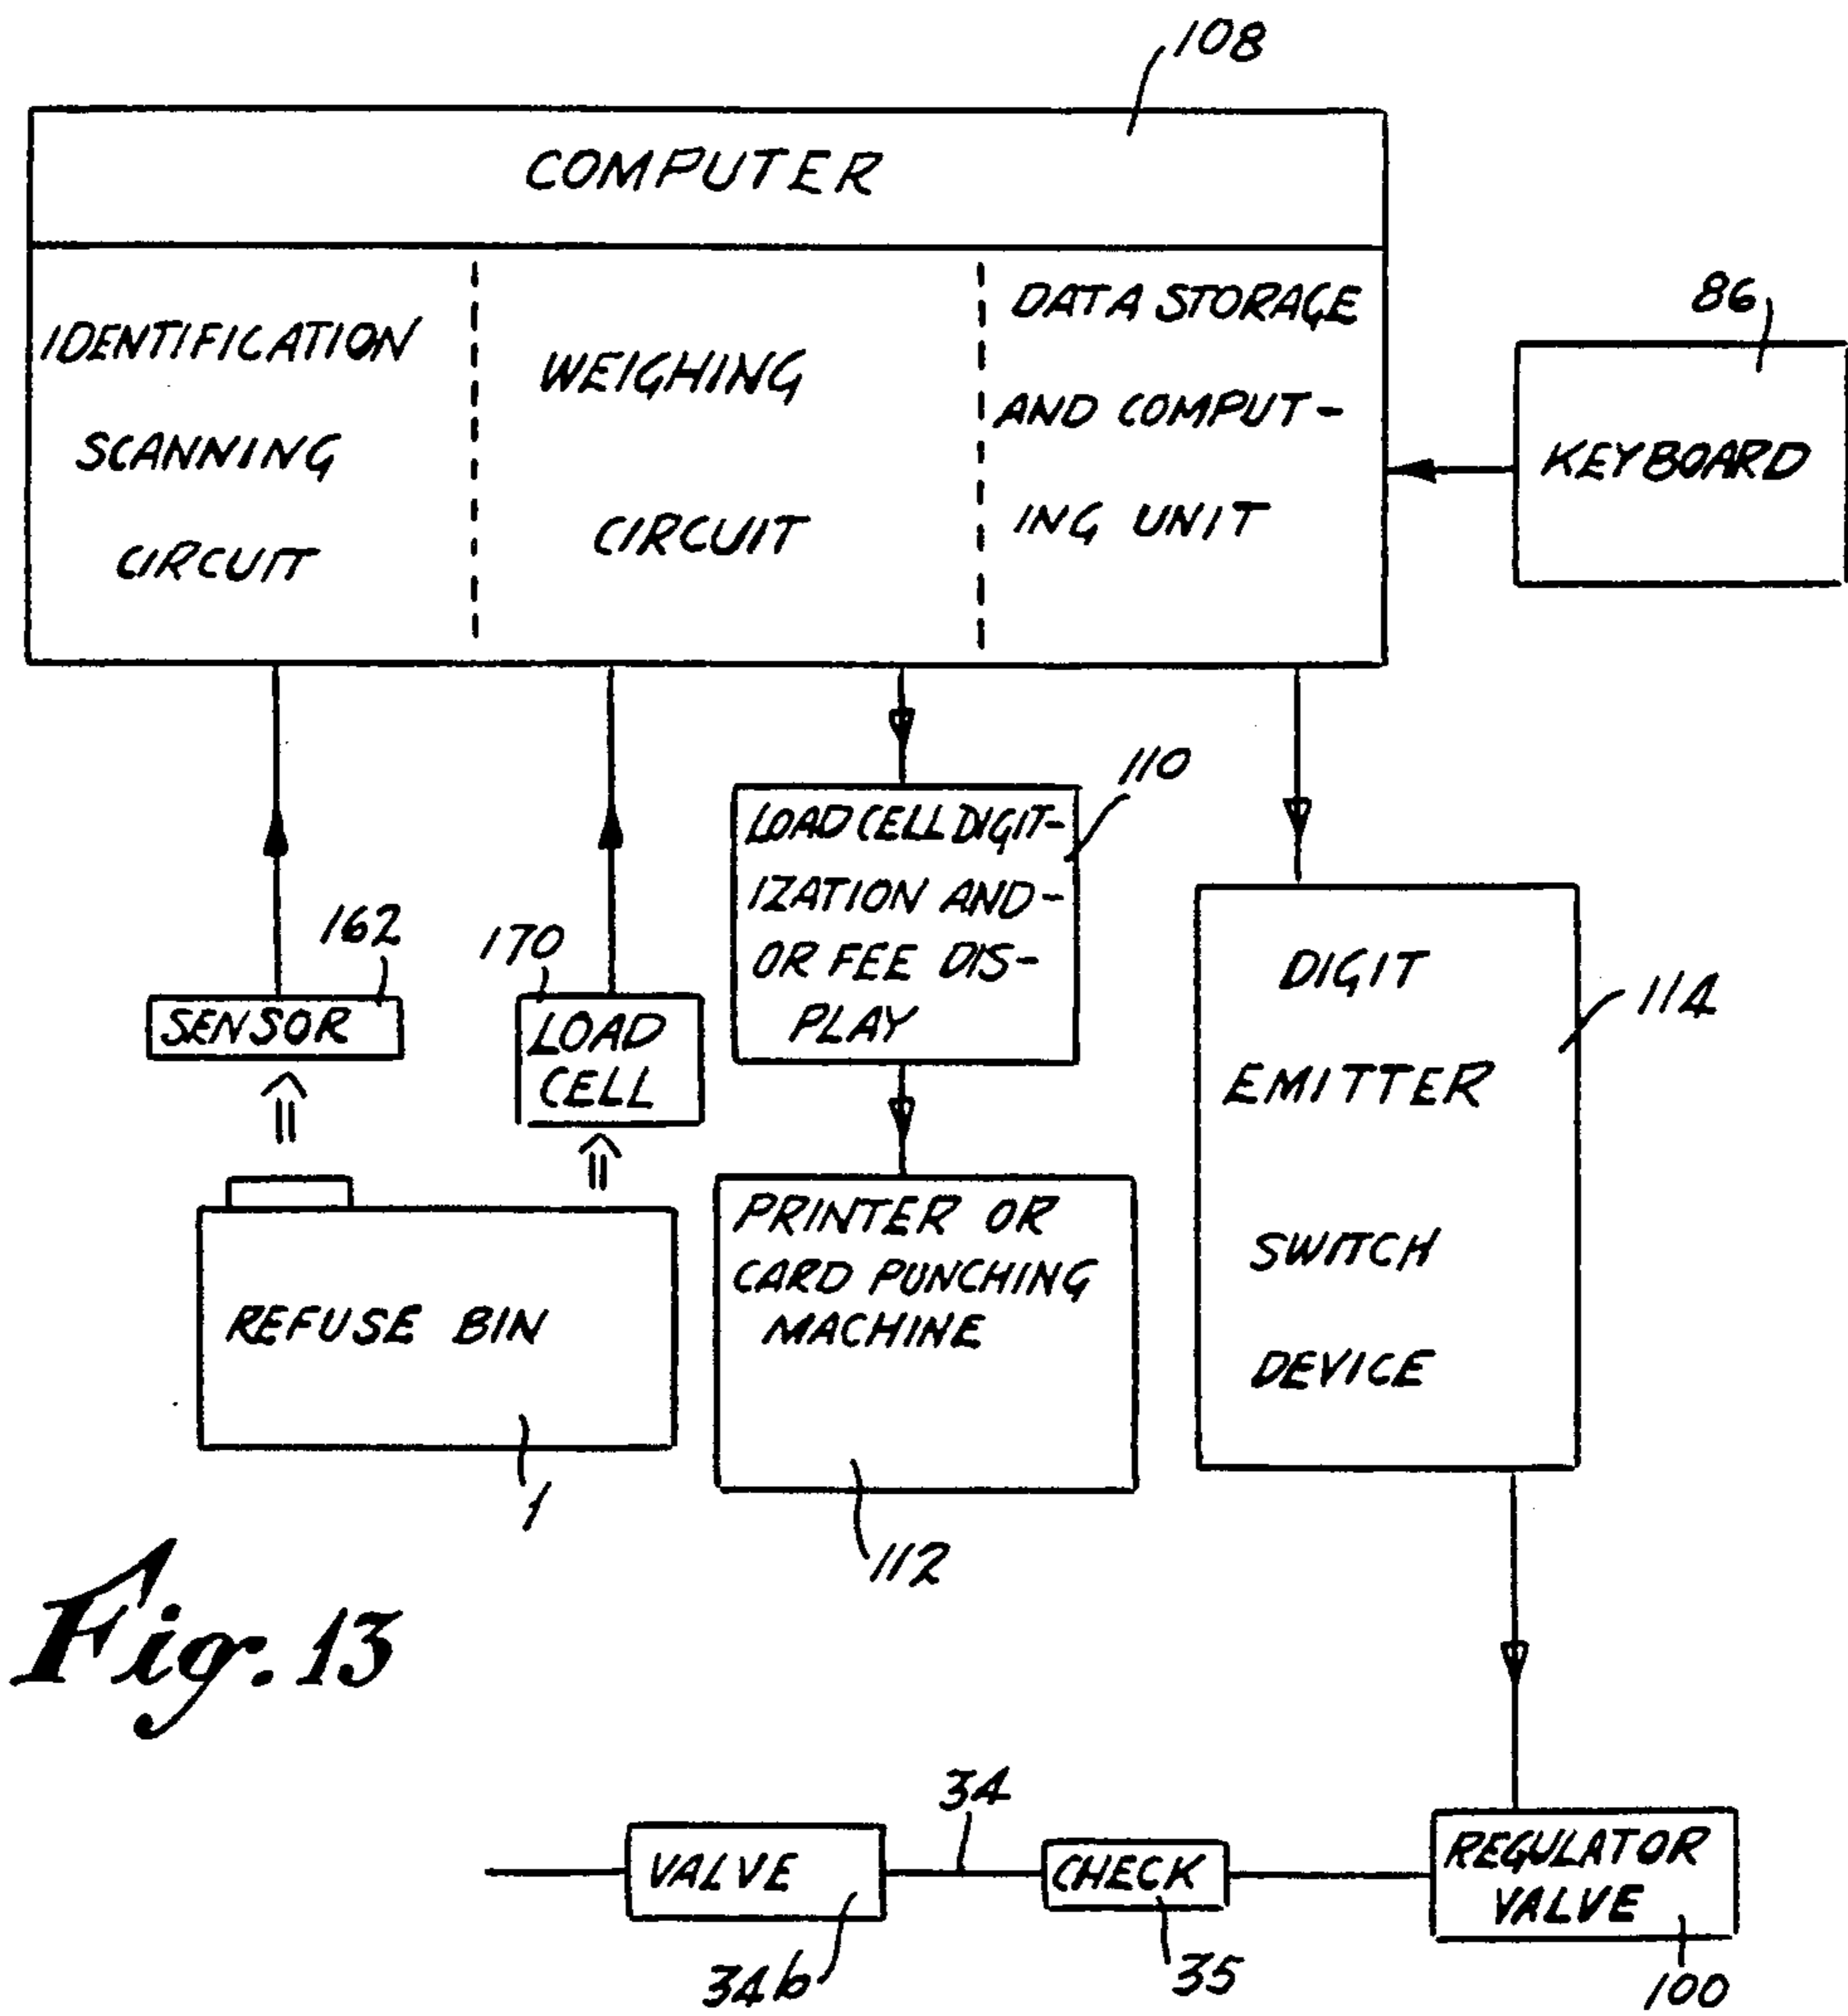 108
COMPUTER
IDENTIFICATION
SCANNING
CIRCUIT
WEIGHING
CIRCUIT
DATA STORAGE
AND COMPUT-
ING UNIT
86
KEYBOARD
162
SENSOR
170
LOAD
CELL
110
LOAD CELL DIGIT-
IZATION AND-
OR FEE DIS-
PLAY
114
DIGIT
EMITTER
SWITCH
DEVICE
REFUSE BIN
1
PRINTER OR
CARD PUNCHING
MACHINE
112
Fig. 13
VALVE
34b
34
CHECK
35
REGULATOR
VALVE
100